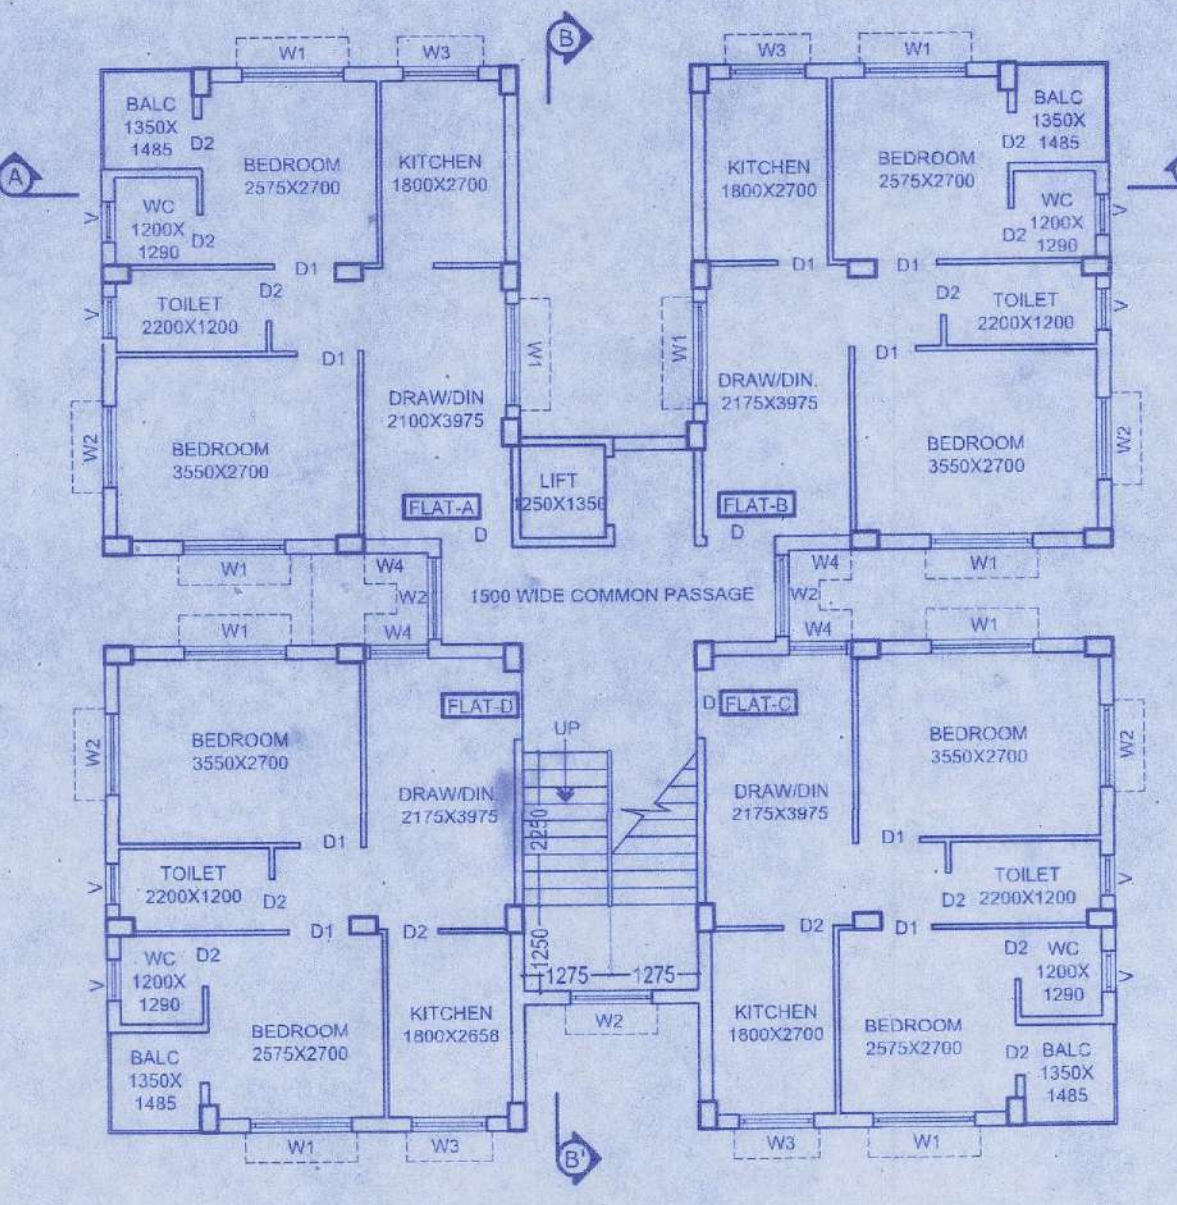 B
W1
W3
W3
W1
BALC
1350X
1485
D2
BEDROOM
2575X2700
KITCHEN
1800X2700
KITCHEN
1800X2700
BEDROOM
2575X2700
D2
BALC
1350X
1485
A
V
WC
1200X
1290
D2
D2
WC
1200X
1290
V
D1
D1
D1
V
TOILET
2200X1200
D2
D2
TOILET
2200X1200
V
D1
W1
W1
D1
DRAW/DIN
2100X3975
DRAW/DIN.
2175X3975
W2
BEDROOM
3550X2700
BEDROOM
3550X2700
W2
LIFT
1250X1350
FLAT-A
D
FLAT-B
D
W1
W4
W2
1500 WIDE COMMON PASSAGE
W2
W4
W1
W1
W4
W4
W1
FLAT-D
D
FLAT-C
UP
W2
BEDROOM
3550X2700
BEDROOM
3550X2700
W2
DRAW/DIN
2175X3975
DRAW/DIN
2175X3975
2250
D1
D1
V
TOILET
2200X1200
D2
D2
TOILET
2200X1200
V
D1
D2
D2
D1
1250
1275
1275
V
WC
1200X
1290
D2
D2
WC
1200X
1290
V
BEDROOM
2575X2700
KITCHEN
1800X2658
W2
KITCHEN
1800X2700
BEDROOM
2575X2700
BALC
1350X
1485
D2
BALC
1350X
1485
W1
W3
W3
W1
B'